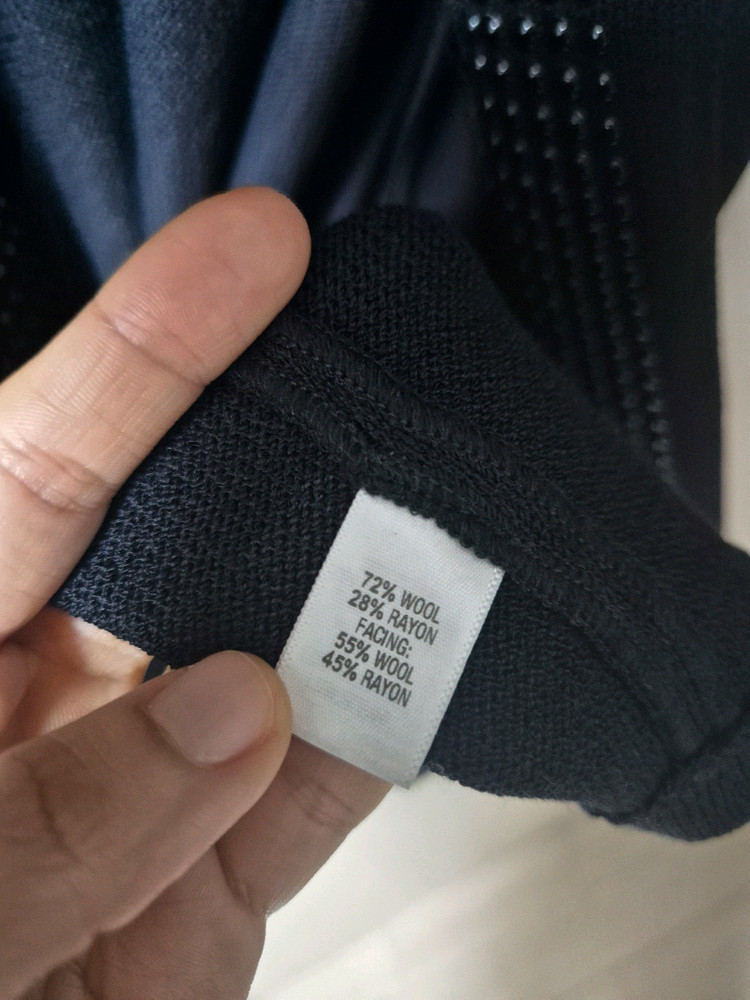 72% WOOL
28% RAYON
FACING:
55% WOOL
45% RAYON